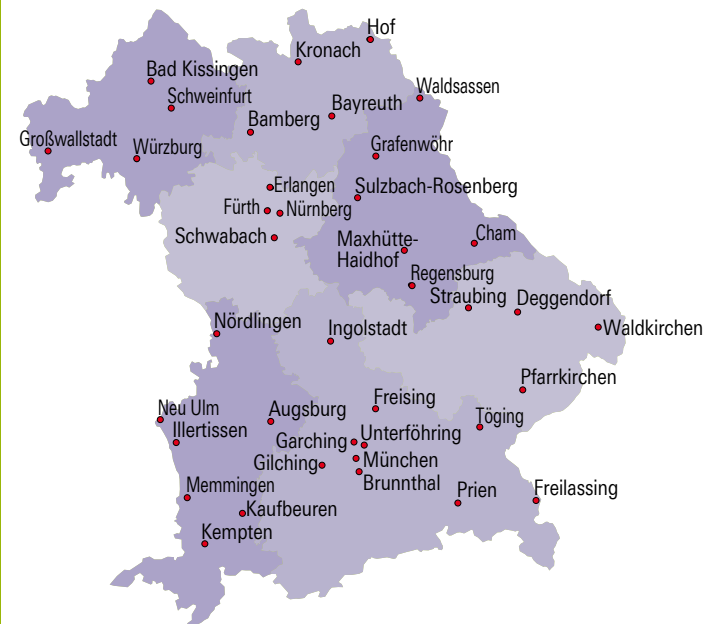 Hof
Kronach
Bad Kissingen
Waldsassen
Schweinfurt
Bayreuth
Bamberg
Großwallstadt
Würzburg
Grafenwöhr
Erlangen
Sulzbach-Rosenberg
Fürth
Nürnberg
Schwabach
Maxhütte-
Haidhof
Cham
Regensburg
Straubing
Deggendorf
Nördlingen
Ingolstadt
Waldkirchen
Pfarrkirchen
Freising
Neu Ulm
Augsburg
Töging
Illertissen
Garching
Unterföhring
Gilching
München
Brunnthal
Memmingen
Prien
Freilassing
Kaufbeuren
Kempten